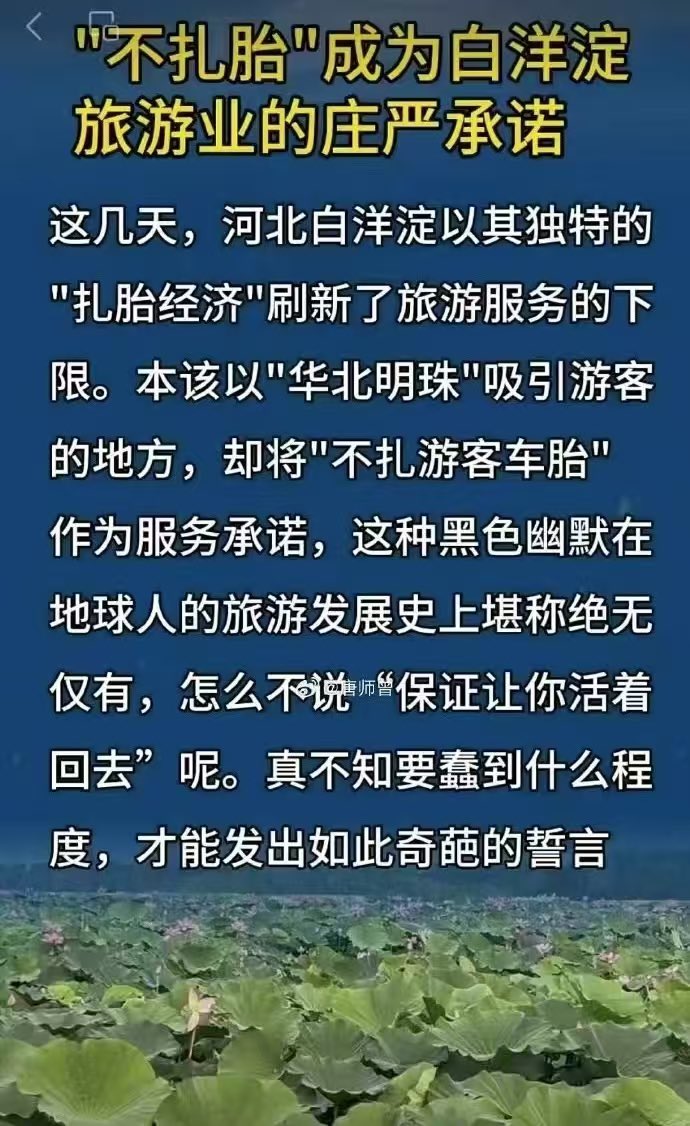 "不扎胎"成为白洋淀
旅游业的庄严承诺
这几天，河北白洋淀以其独特的
"扎胎经济"刷新了旅游服务的下
限。本该以"华北明珠"吸引游客
的地方，却将"不扎游客车胎"
作为服务承诺，这种黑色幽默在
地球人的旅游发展史上堪称绝无
仅有，怎么不说“保证让你活着
@唐师曾
回去”呢。真不知要蠢到什么程
度，才能发出如此奇葩的誓言